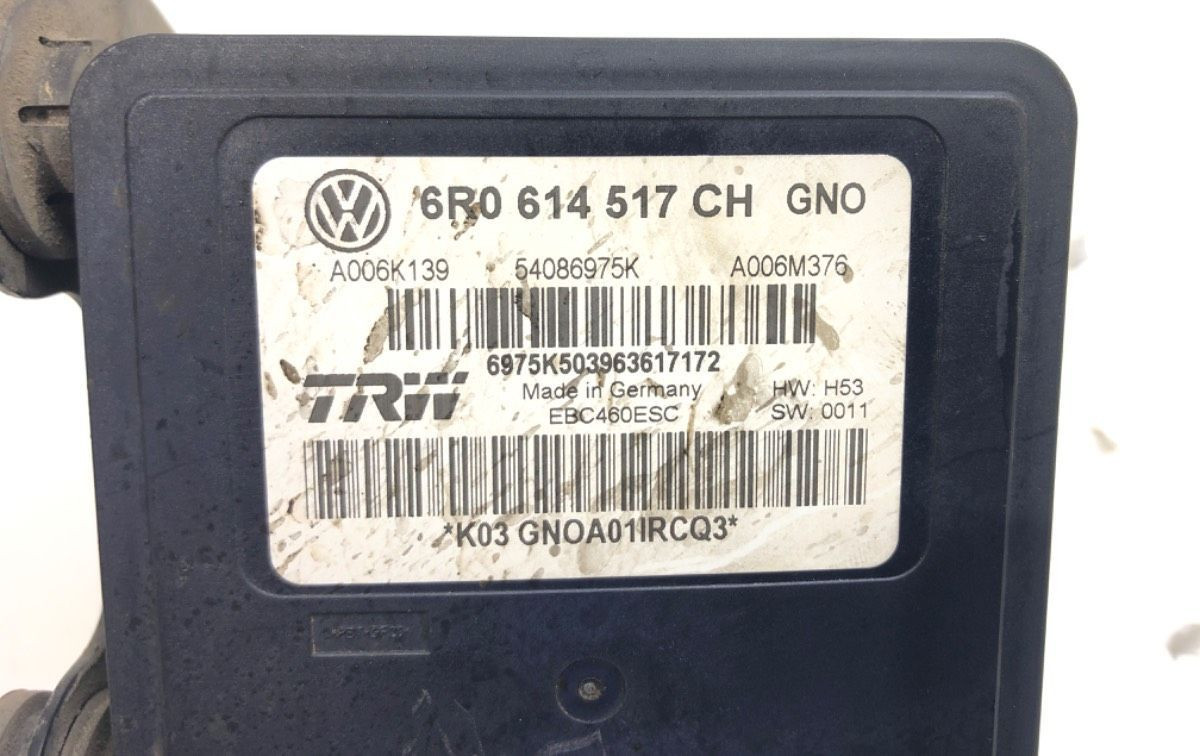 6R0 614 517 CH GNO
A006K139 54086975K A006M376
6975K503963617172
TRW
Made in Germany HW: H53
EBC460ESC SW: 0011
*K03 GNOA01IRCQ3*